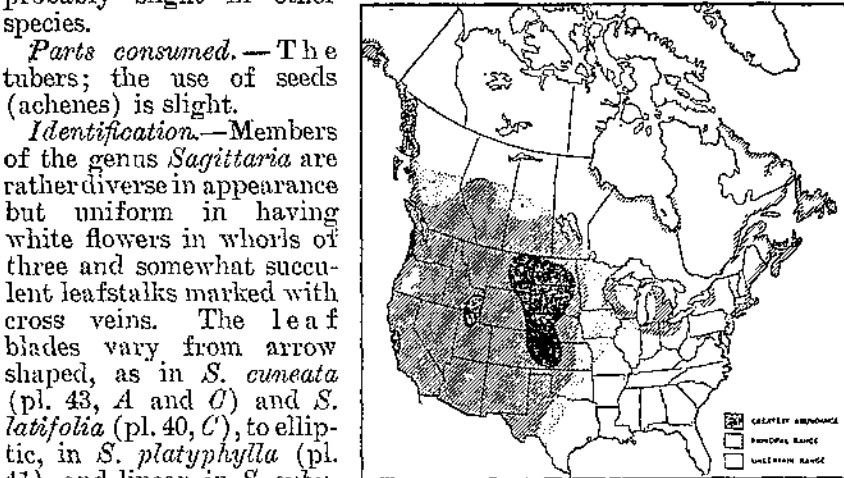 probably slight in other
species.
Parts consumed.—The
tubers; the use of seeds
(achenes) is slight.
Identification.—Members
of the genus Sagittaria are
rather diverse in appearance
but uniform in having
white flowers in whorls of
three and somewhat succu-
lent leafstalks marked with
cross veins. The leaf
blades vary from arrow
shaped, as in S. cuneata
(pl. 43, A and C) and S.
latifolia (pl. 40, C), to ellip-
tic, in S. platyphylla (pl.
and linear in S.
GREATEST ABUNDANCE
PRINCIPAL RANGE
UNCERTAIN RANGE